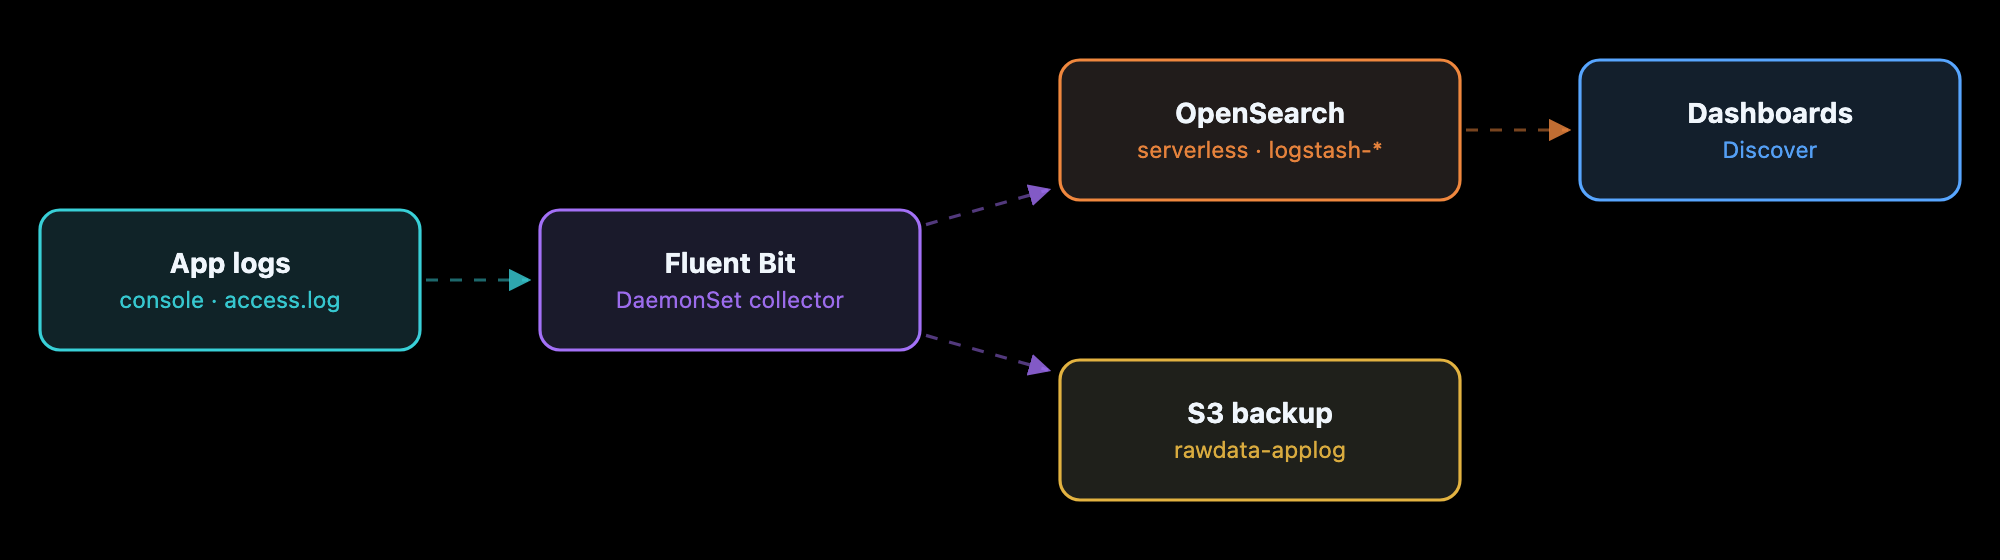 App logs
console · access.log
Fluent Bit
DaemonSet collector
OpenSearch
serverless · logstash-*
Dashboards
Discover
S3 backup
rawdata-applog